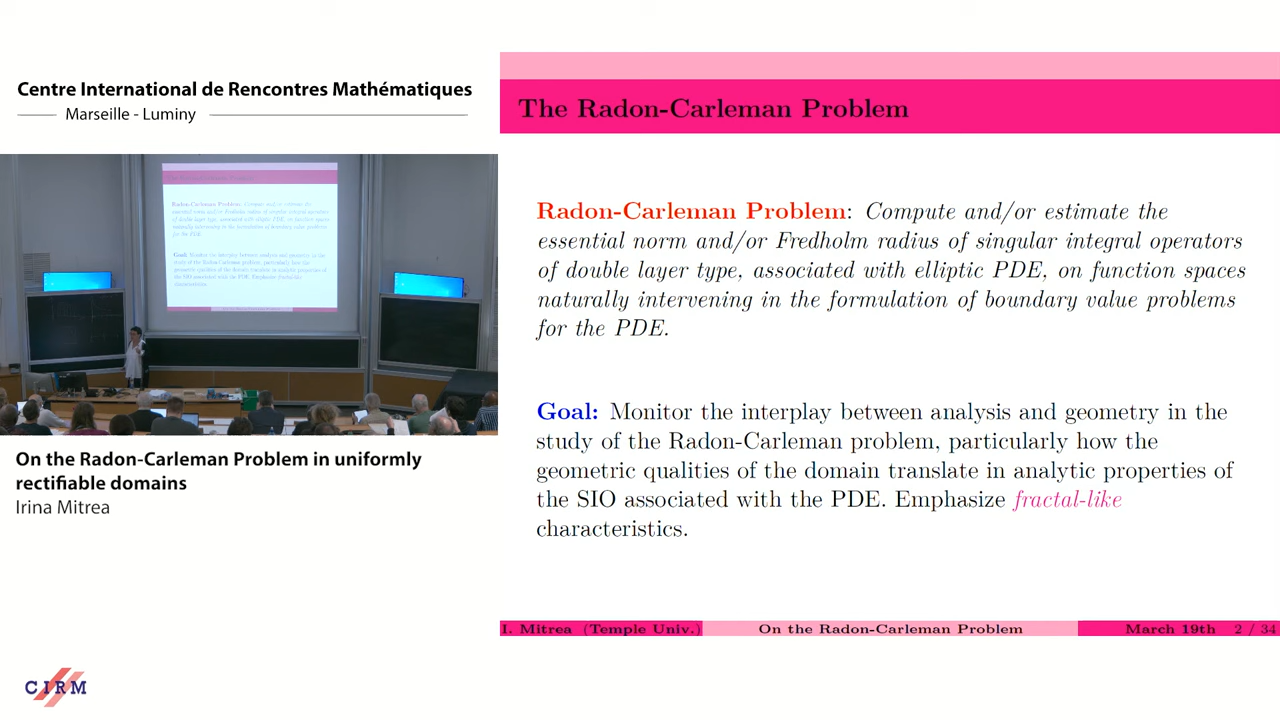 Centre International de Rencontres Mathématiques
Marseille - Luminy
On the Radon-Carleman Problem in uniformly
rectifiable domains
Irina Mitrea
CIRM
The Radon-Carleman Problem
Radon-Carleman Problem: Compute and/or estimate the
essential norm and/or Fredholm radius of singular integral operators
of double layer type, associated with elliptic PDE, on function spaces
naturally intervening in the formulation of boundary value problems
for the PDE.
Goal: Monitor the interplay between analysis and geometry in the
study of the Radon-Carleman problem, particularly how the
geometric qualities of the domain translate in analytic properties of
the SIO associated with the PDE. Emphasize fractal-like
characteristics.
I. Mitrea (Temple Univ.) On the Radon-Carleman Problem March 19th 2 / 34